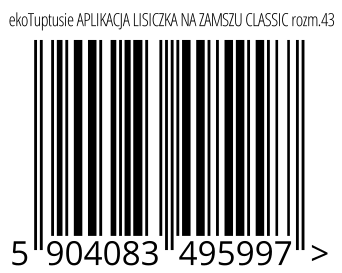 ekoTuptusie APLIKACJA LISICZKA NA ZAMSZU CLASSIC rozm.43
5 904083 495997 >